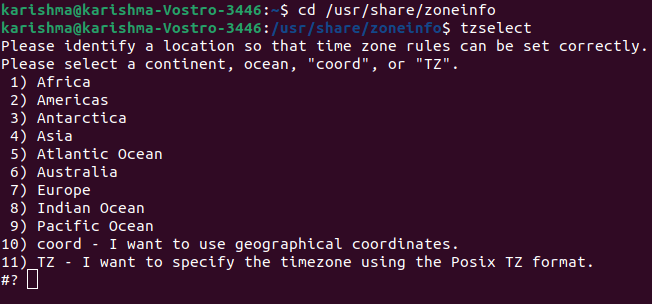 karishma@karishma-Vostro-3446:~$ cd /usr/share/zoneinfo
karishma@karishma-Vostro-3446:/usr/share/zoneinfo$ tzselect
Please identify a location so that time zone rules can be set correctly.
Please select a continent, ocean, "coord", or "TZ".
 1) Africa
 2) Americas
 3) Antarctica
 4) Asia
 5) Atlantic Ocean
 6) Australia
 7) Europe
 8) Indian Ocean
 9) Pacific Ocean
10) coord - I want to use geographical coordinates.
11) TZ - I want to specify the timezone using the Posix TZ format.
#?